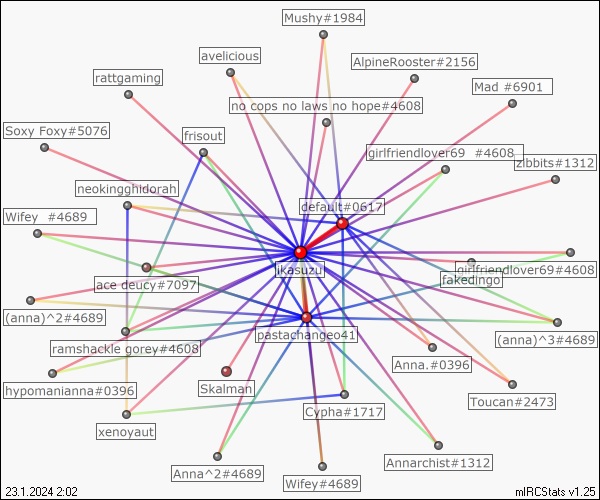 Mushy#1984
avelicious
AlpineRooster#2156
rattgaming
Mad #6901
no cops no laws no hope#4608
Soxy Foxy#5076
frisout
girlfriendlover69 #4608
zlbbits#1312
neokingghidorah
default#0617
Wifey #4689
ikasuzu
girlfriendlover69#4608
ace deucy#7097
fakedingo
(anna)^2#4689
pastachangeo41
(anna)^3#4689
ramshackle gorey#4608
Anna.#0396
hypomanianna#0396
Skalman
Toucan#2473
Cypha#1717
xenoyaut
Annarchist#1312
Anna^2#4689
Wifey#4689
23.1.2024 2:02
mIRCStats v1.25